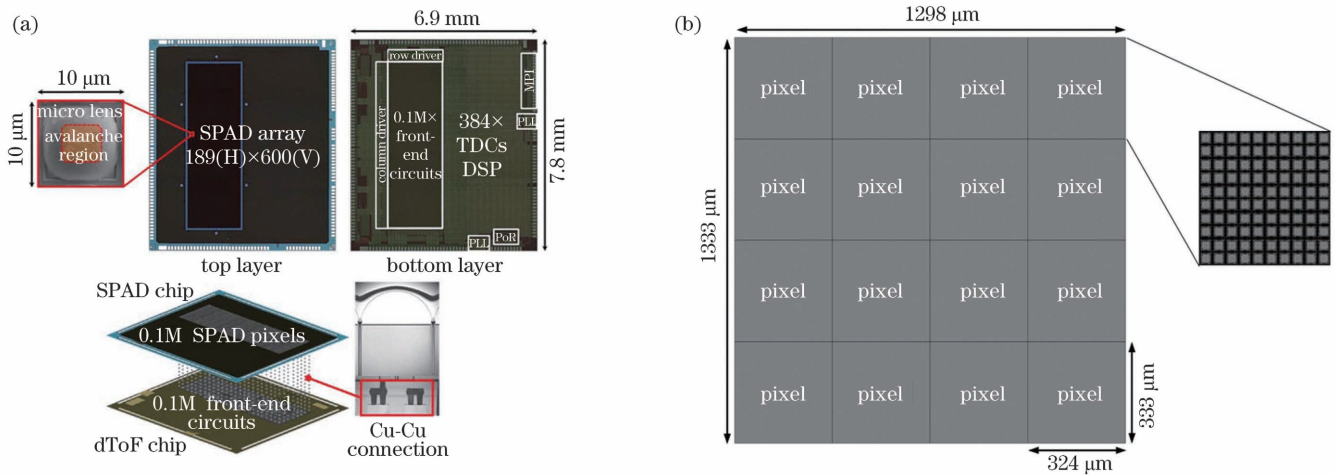 (a)
6.9 mm
10 μm
10 μm
micro lens
avalanche
region
SPAD array
189(H)×600(V)
top layer
row driver
column driver
0.1M×
front-
end
circuits
384×
TDCs
DSP
MPI
PLL
PLL
PoR
7.8 mm
bottom layer
SPAD chip
0.1M SPAD pixels
0.1M front-end
circuits
dToF chip
Cu-Cu
connection
(b)
1298 μm
1333 μm
pixel pixel pixel pixel
pixel pixel pixel pixel
pixel pixel pixel pixel
pixel pixel pixel pixel
333 μm
324 μm